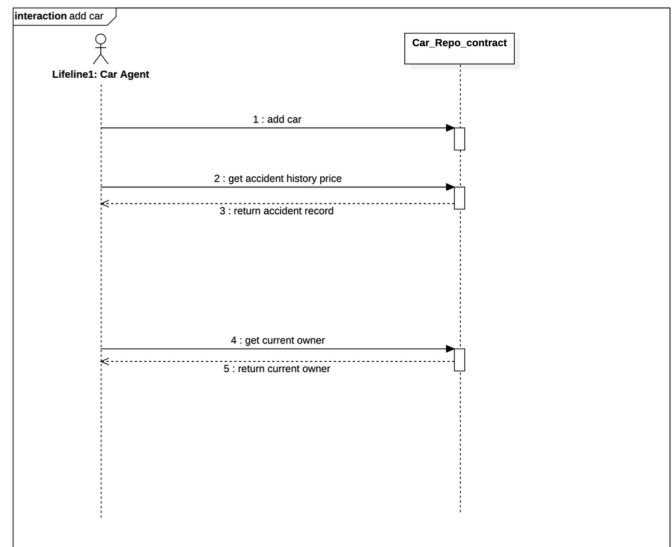 interaction add car
Car_Repo_contract
Lifeline1: Car Agent
1 : add car
2 : get accident history price
3 : return accident record
4 : get current owner
5 : return current owner